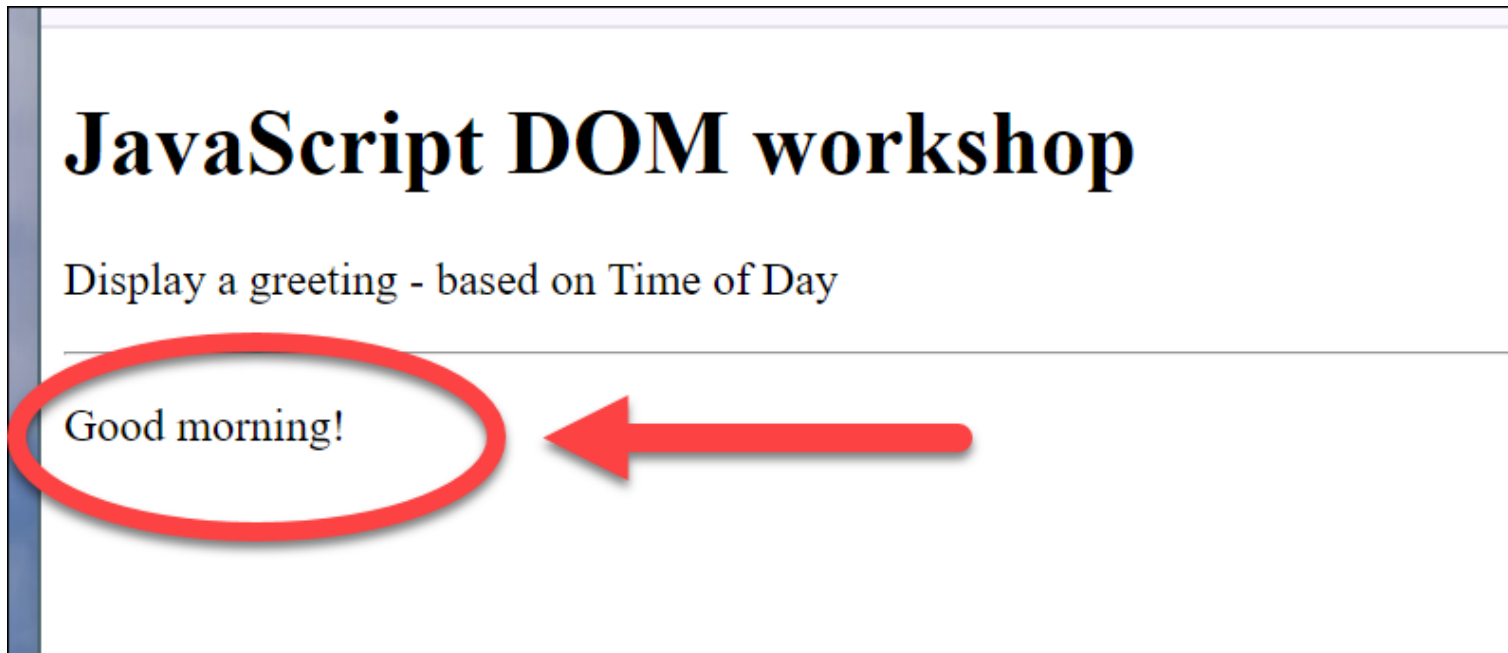 JavaScript DOM workshop
Display a greeting - based on Time of Day
Good morning!